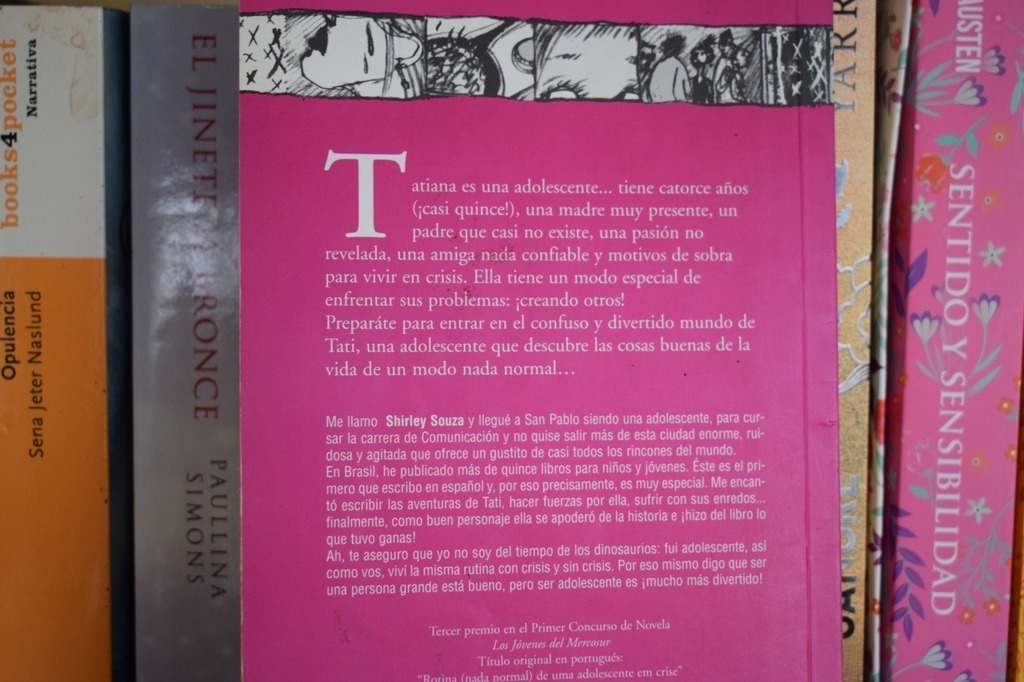 books4pocket
Narrativa
Opulencia
Sena Jeter Naslund
EL JINETE BRONCE
PAULLINA
SIMONS
Tatiana es una adolescente... tiene catorce años
(¡casi quince!), una madre muy presente, un
padre que casi no existe, una pasión no
revelada, una amiga nada confiable y motivos de sobra
para vivir en crisis. Ella tiene un modo especial de
enfrentar sus problemas: ¡creando otros!
Preparáte para entrar en el confuso y divertido mundo de
Tati, una adolescente que descubre las cosas buenas de la
vida de un modo nada normal...
Me llamo Shirley Souza y llegué a San Pablo siendo una adolescente, para cur-
sar la carrera de Comunicación y no quise salir más de esta ciudad enorme, rui-
dosa y agitada que ofrece un gustito de casi todos los rincones del mundo.
En Brasil, he publicado más de quince libros para niños y jóvenes. Éste es el pri-
mero que escribo en español y, por eso precisamente, es muy especial. Me encan-
tó escribir las aventuras de Tati, hacer fuerzas por ella, sufrir con sus enredos...
finalmente, como buen personaje ella se apoderó de la historia e ¡hizo del libro lo
que tuvo ganas!
Ah, te aseguro que yo no soy del tiempo de los dinosaurios: fui adolescente, así
como vos, viví la misma rutina con crisis y sin crisis. Por eso mismo digo que ser
una persona grande está bueno, pero ser adolescente es ¡mucho más divertido!
Tercer premio en el Primer Concurso de Novela
Los Jóvenes del Mercosur
Título original en portugués:
"Rotina (nada normal) de uma adolescente em crise"
AUSTEN
SENTIDO Y SENSIBILIDAD